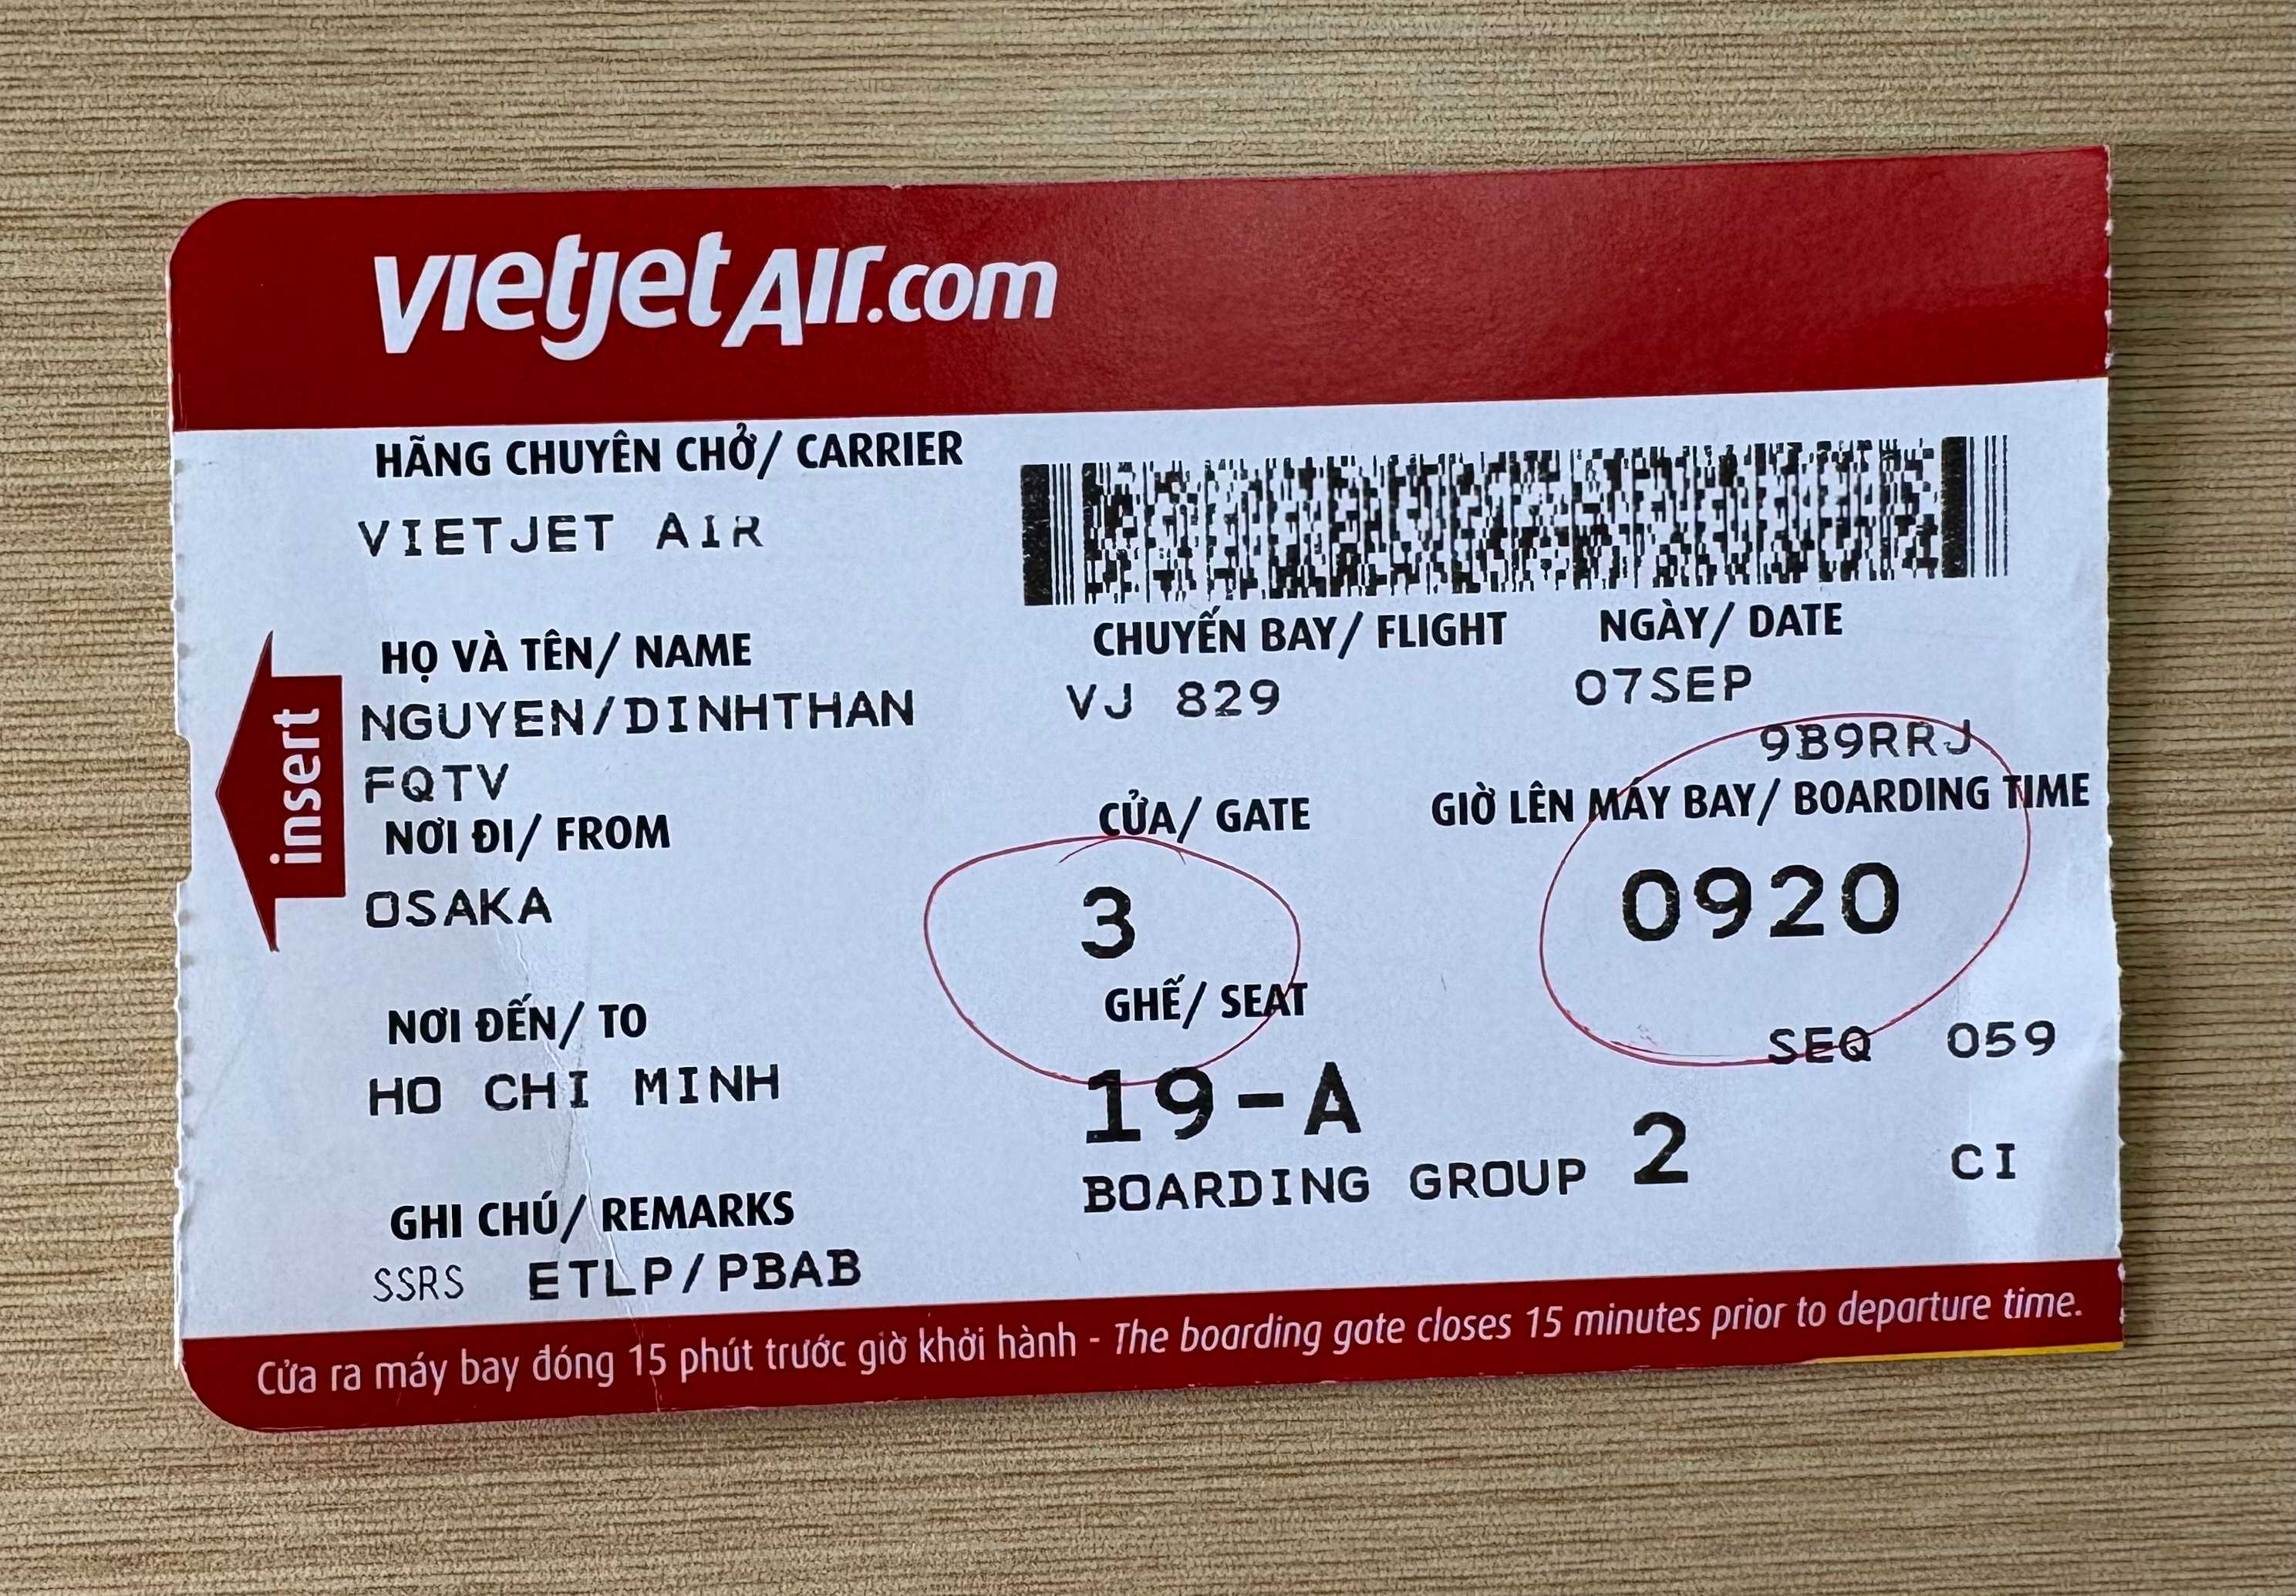 vietjetAir.com
HÃNG CHUYÊN CHỞ/ CARRIER
VIETJET AIR
HỌ VÀ TÊN/ NAME
NGUYEN/DINHTHAN
FQTV
CHUYẾN BAY/ FLIGHT
VJ 829
NGÀY/ DATE
07SEP
9B9RRJ
insert
NƠI ĐI/ FROM
OSAKA
CỬA/ GATE
3
GIỜ LÊN MÁY BAY/ BOARDING TIME
0920
NƠI ĐẾN/ TO
HO CHI MINH
GHẾ/ SEAT
19-A
SEQ 059
BOARDING GROUP 2
CI
GHI CHÚ/ REMARKS
SSRS ETLP/PBAB
Cửa ra máy bay đóng 15 phút trước giờ khởi hành - The boarding gate closes 15 minutes prior to departure time.